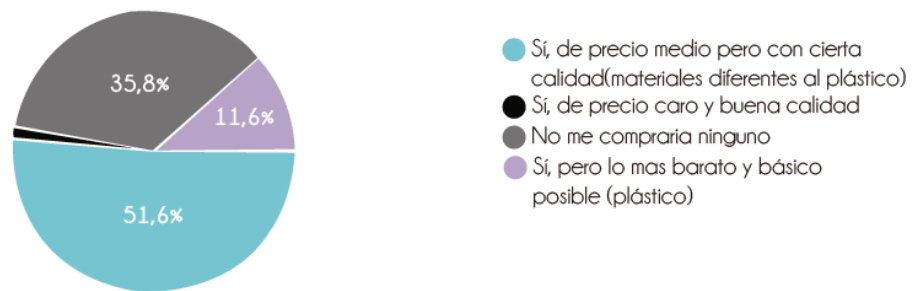 35,8%
11,6%
51,6%
Sí, de precio medio pero con cierta
calidad(materiales diferentes al plástico)
Sí, de precio caro y buena calidad
No me compraria ninguno
Sí, pero lo mas barato y básico
posible (plástico)